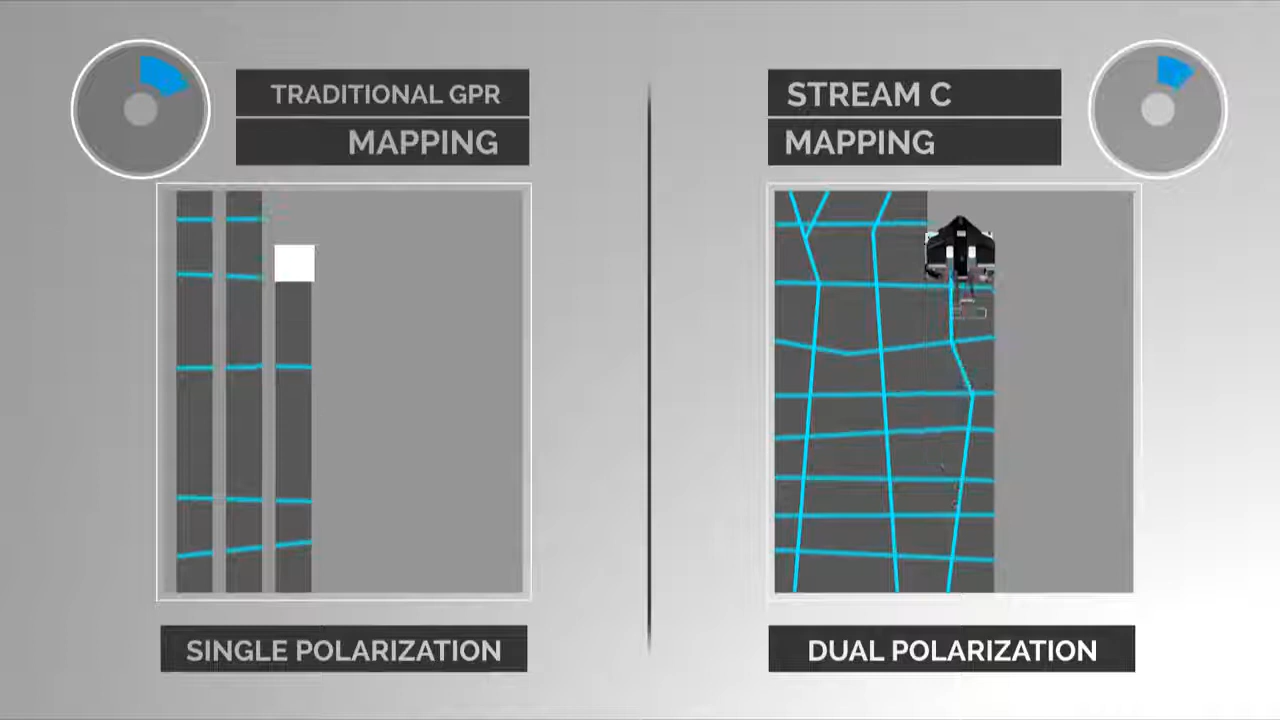 TRADITIONAL GPR
MAPPING
STREAM C
MAPPING
SINGLE POLARIZATION
DUAL POLARIZATION